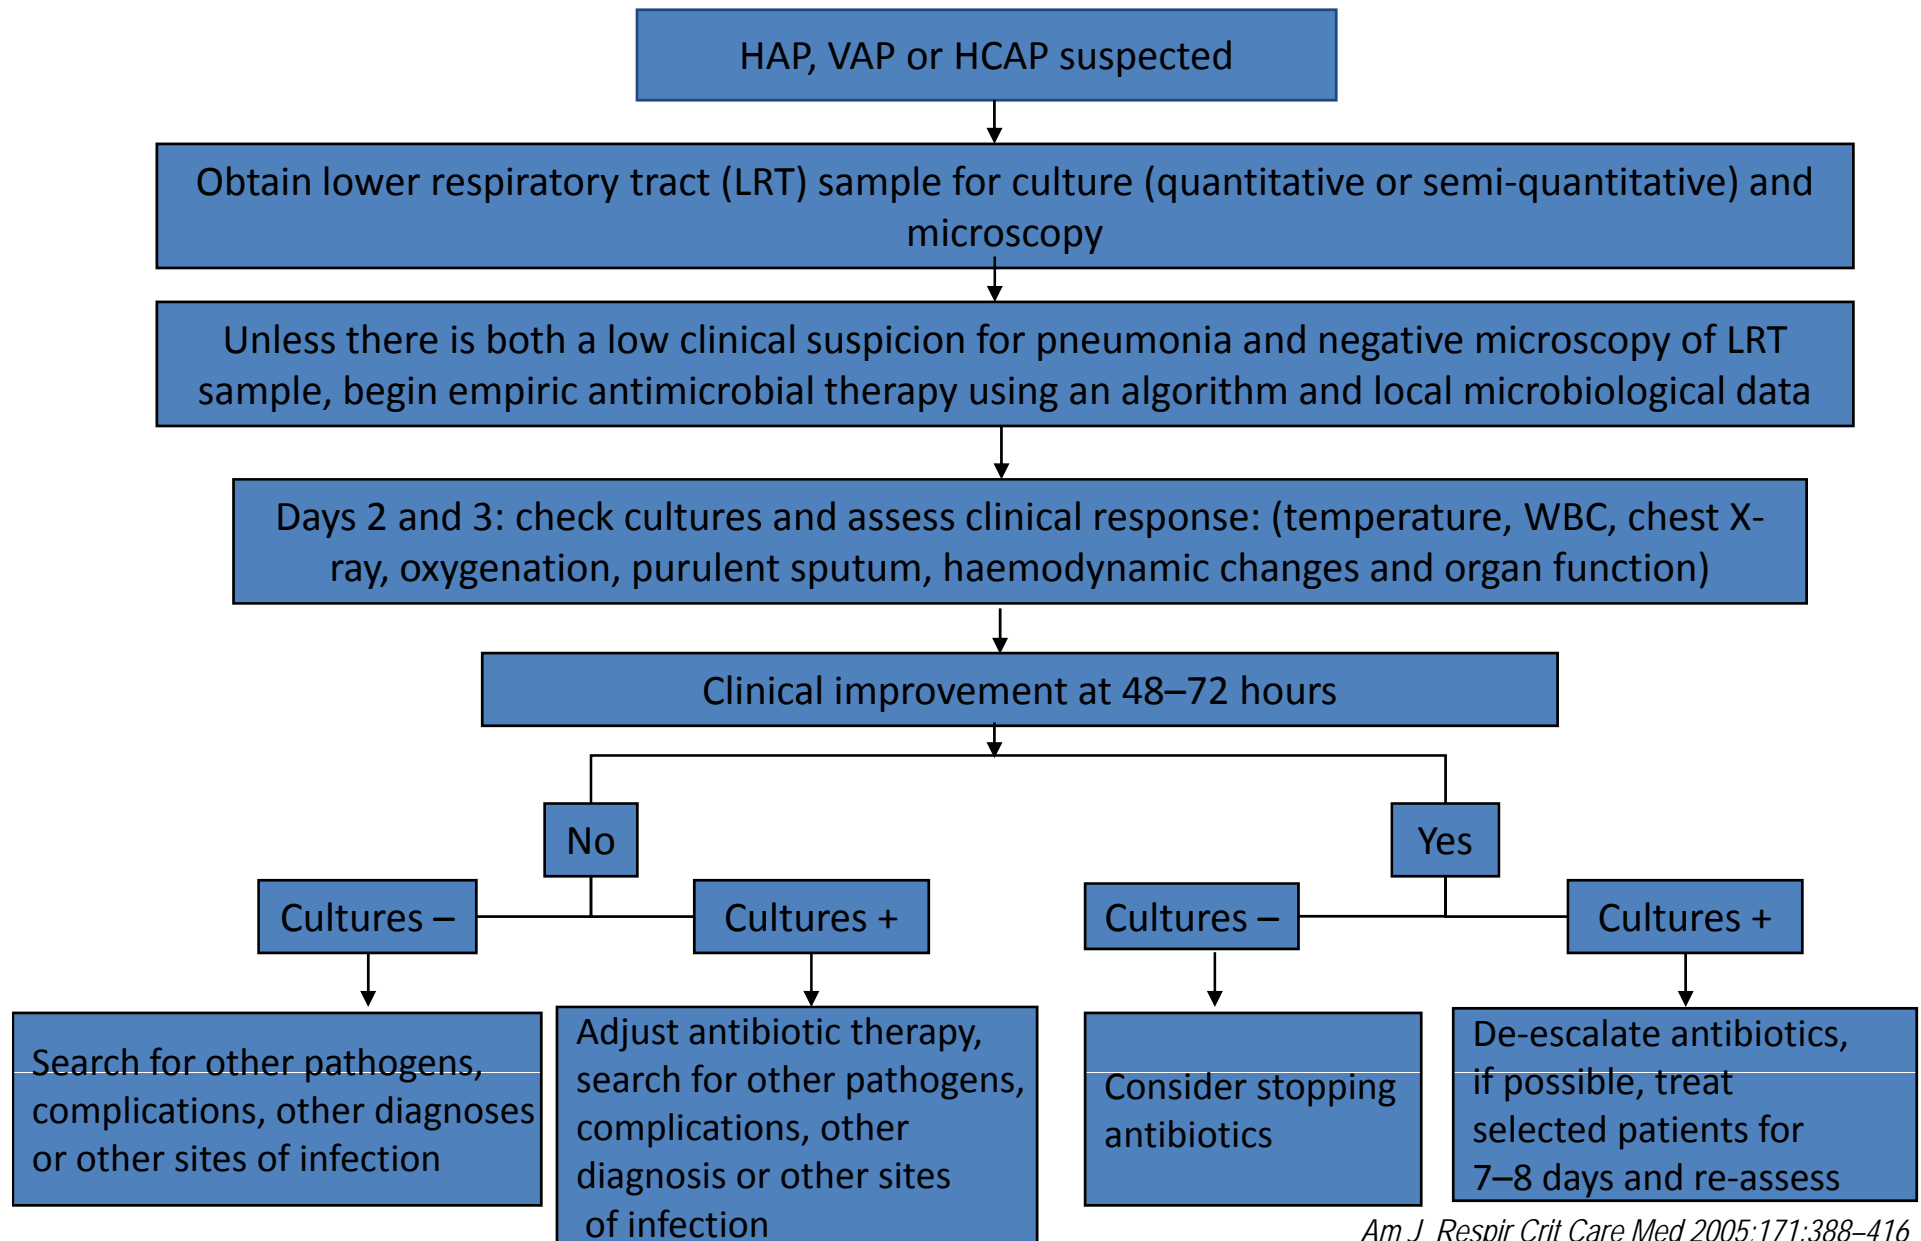 HAP, VAP or HCAP suspected
Obtain lower respiratory tract (LRT) sample for culture (quantitative or semi-quantitative) and
microscopy
Unless there is both a low clinical suspicion for pneumonia and negative microscopy of LRT
sample, begin empiric antimicrobial therapy using an algorithm and local microbiological data
Days 2 and 3: check cultures and assess clinical response: (temperature, WBC, chest X-
ray, oxygenation, purulent sputum, haemodynamic changes and organ function)
Clinical improvement at 48–72 hours
No
Yes
Cultures –
Cultures +
Cultures –
Cultures +
Search for other pathogens,
complications, other diagnoses
or other sites of infection
Adjust antibiotic therapy,
search for other pathogens,
complications, other
diagnosis or other sites
of infection
Consider stopping
antibiotics
De-escalate antibiotics,
if possible, treat
selected patients for
7–8 days and re-assess
Am J Respir Crit Care Med 2005;171:388–416